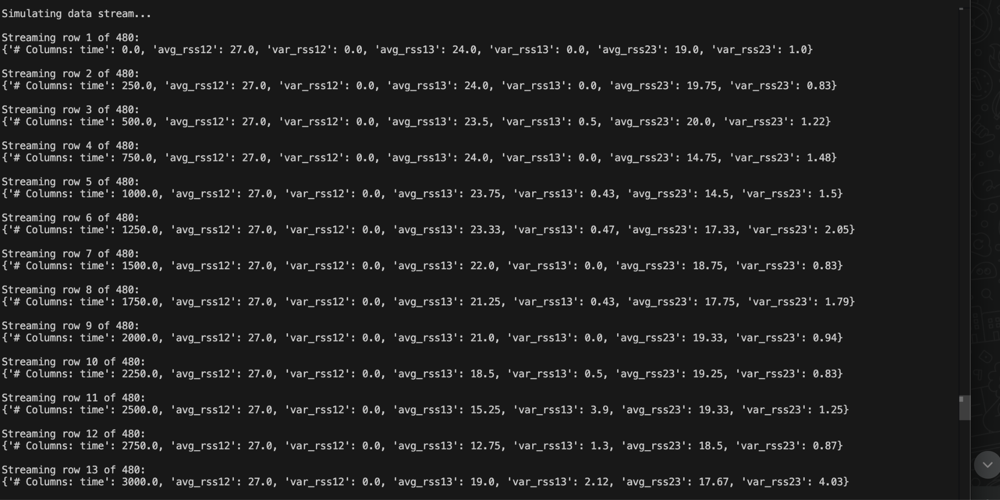 Simulating data stream...
Streaming row 1 of 480:
{'# Columns: time': 0.0, 'avg_rss12': 27.0, 'var_rss12': 0.0, 'avg_rss13': 24.0, 'var_rss13': 0.0, 'avg_rss23': 19.0, 'var_rss23': 1.0}
Streaming row 2 of 480:
{'# Columns: time': 250.0, 'avg_rss12': 27.0, 'var_rss12': 0.0, 'avg_rss13': 24.0, 'var_rss13': 0.0, 'avg_rss23': 19.75, 'var_rss23': 0.83}
Streaming row 3 of 480:
{'# Columns: time': 500.0, 'avg_rss12': 27.0, 'var_rss12': 0.0, 'avg_rss13': 23.5, 'var_rss13': 0.5, 'avg_rss23': 20.0, 'var_rss23': 1.22}
Streaming row 4 of 480:
{'# Columns: time': 750.0, 'avg_rss12': 27.0, 'var_rss12': 0.0, 'avg_rss13': 24.0, 'var_rss13': 0.0, 'avg_rss23': 14.75, 'var_rss23': 1.48}
Streaming row 5 of 480:
{'# Columns: time': 1000.0, 'avg_rss12': 27.0, 'var_rss12': 0.0, 'avg_rss13': 23.75, 'var_rss13': 0.43, 'avg_rss23': 14.5, 'var_rss23': 1.5}
Streaming row 6 of 480:
{'# Columns: time': 1250.0, 'avg_rss12': 27.0, 'var_rss12': 0.0, 'avg_rss13': 23.33, 'var_rss13': 0.47, 'avg_rss23': 17.33, 'var_rss23': 2.05}
Streaming row 7 of 480:
{'# Columns: time': 1500.0, 'avg_rss12': 27.0, 'var_rss12': 0.0, 'avg_rss13': 22.0, 'var_rss13': 0.0, 'avg_rss23': 18.75, 'var_rss23': 0.83}
Streaming row 8 of 480:
{'# Columns: time': 1750.0, 'avg_rss12': 27.0, 'var_rss12': 0.0, 'avg_rss13': 21.25, 'var_rss13': 0.43, 'avg_rss23': 17.75, 'var_rss23': 1.79}
Streaming row 9 of 480:
{'# Columns: time': 2000.0, 'avg_rss12': 27.0, 'var_rss12': 0.0, 'avg_rss13': 21.0, 'var_rss13': 0.0, 'avg_rss23': 19.33, 'var_rss23': 0.94}
Streaming row 10 of 480:
{'# Columns: time': 2250.0, 'avg_rss12': 27.0, 'var_rss12': 0.0, 'avg_rss13': 18.5, 'var_rss13': 0.5, 'avg_rss23': 19.25, 'var_rss23': 0.83}
Streaming row 11 of 480:
{'# Columns: time': 2500.0, 'avg_rss12': 27.0, 'var_rss12': 0.0, 'avg_rss13': 15.25, 'var_rss13': 3.9, 'avg_rss23': 19.33, 'var_rss23': 1.25}
Streaming row 12 of 480:
{'# Columns: time': 2750.0, 'avg_rss12': 27.0, 'var_rss12': 0.0, 'avg_rss13': 12.75, 'var_rss13': 1.3, 'avg_rss23': 18.5, 'var_rss23': 0.87}
Streaming row 13 of 480:
{'# Columns: time': 3000.0, 'avg_rss12': 27.0, 'var_rss12': 0.0, 'avg_rss13': 19.0, 'var_rss13': 2.12, 'avg_rss23': 17.67, 'var_rss23': 4.03}